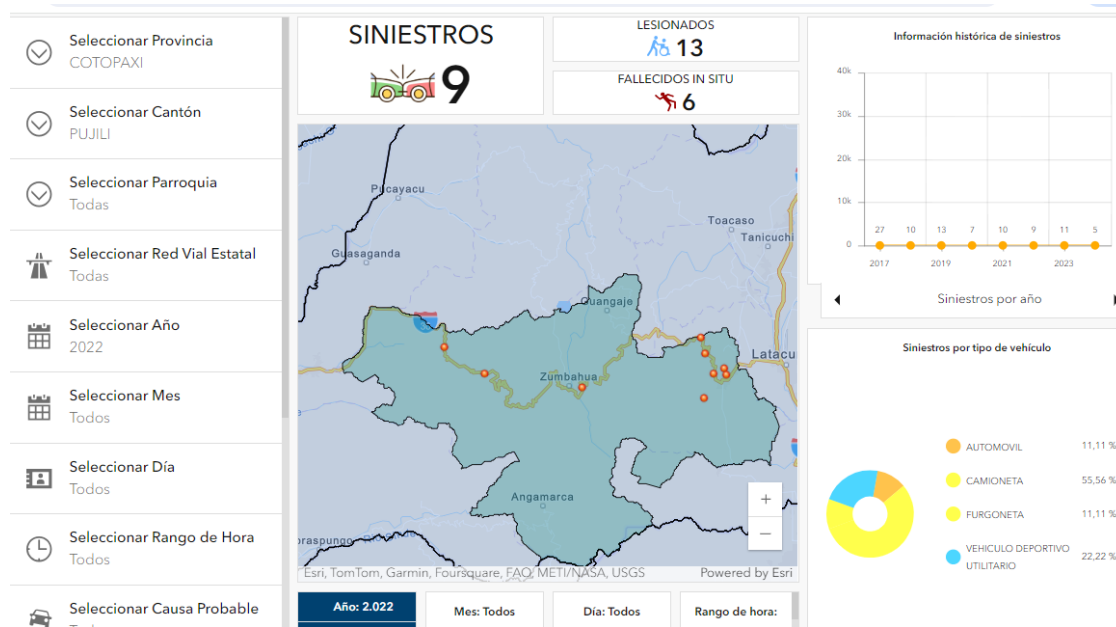 Seleccionar Provincia
COTOPAXI
Seleccionar Cantón
PUJILI
Seleccionar Parroquia
Todas
Seleccionar Red Vial Estatal
Todas
Seleccionar Año
2022
Seleccionar Mes
Todos
Seleccionar Día
Todos
Seleccionar Rango de Hora
Todos
Seleccionar Causa Probable
SINIESTROS
9
LESIONADOS
13
FALLECIDOS IN SITU
6
Pucayacu
Guasaganda
Toacaso
Tanicuchi
Guangaje
Latacu
Zumbahua
Angamarca
Esri, TomTom, Garmin, Foursquare, FAO, METI/NASA, USGS
Powered by Esri
+
−
Año: 2.022
Mes: Todos
Día: Todos
Rango de hora:
Información histórica de siniestros
40k
30k
20k
10k
0
27 10 13 7 10 9 11 5
2017 2019 2021 2023
Siniestros por año
Siniestros por tipo de vehículo
AUTOMOVIL 11,11 %
CAMIONETA 55,56 %
FURGONETA 11,11 %
VEHICULO DEPORTIVO
UTILITARIO 22,22 %